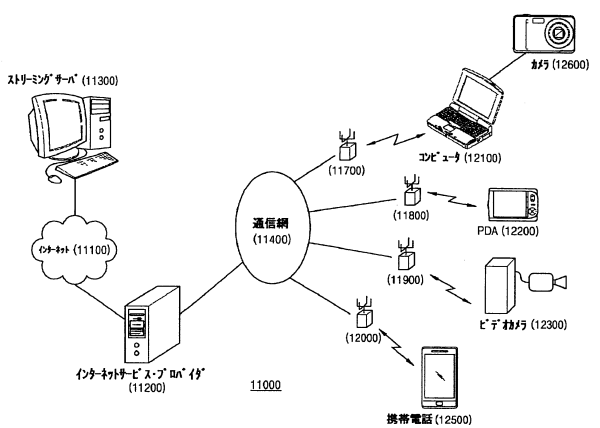 カメラ (12600)
ストリーミングサーバ (11300)
コンピュータ
(12100)
(11700)
(11800)
通信網
(11400)
PDA (12200)
インターネット (11100)
(11900)
ビデオカメラ (12300)
(12000)
インターネットサービス・プロバイダ
(11200)
11000
携帯電話 (12500)